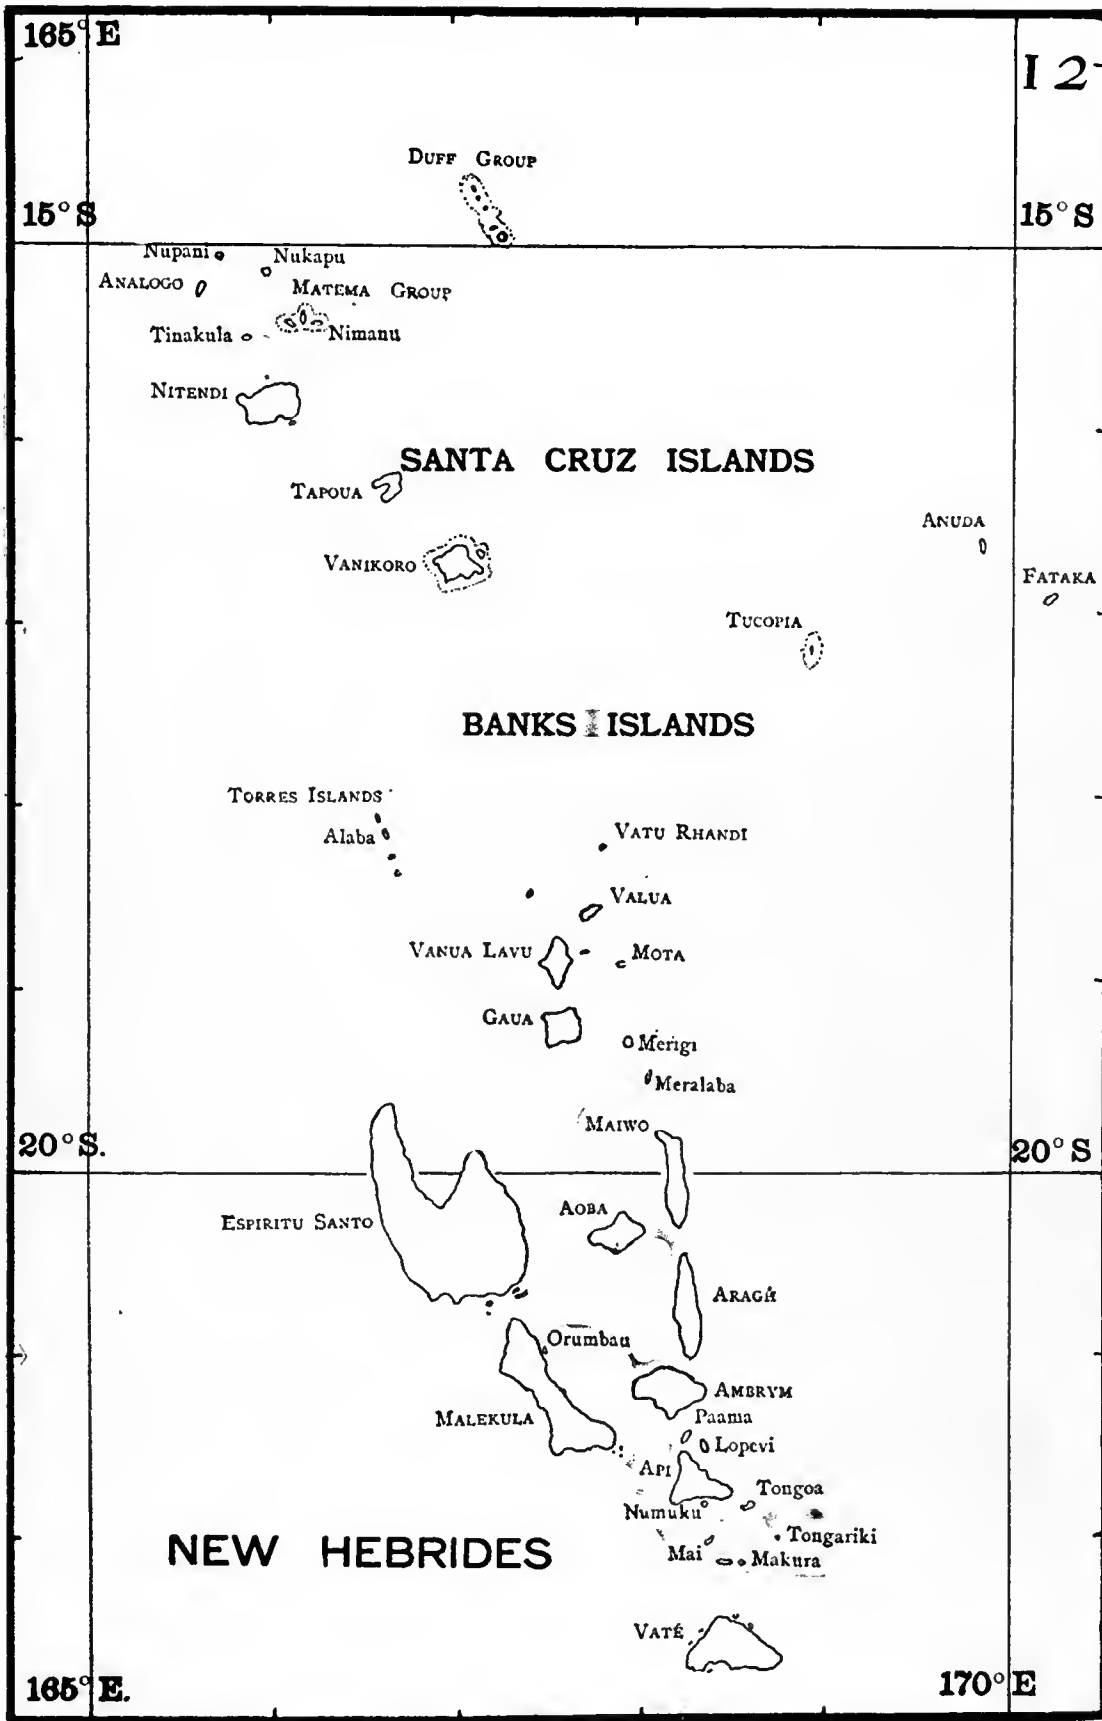 165° E
I 2
DUFF GROUP
15° S
15° S
Nupani
Nukapu
ANALOGO
MATEMA GROUP
Tinakula
Nimanu
NITENDI
SANTA CRUZ ISLANDS
TAPOUA
ANUDA
VANIKORO
FATAKA
TUCOPIA
BANKS ISLANDS
TORRES ISLANDS
Alaba
VATU RHANDI
VALUA
VANUA LAVU
MOTA
GAUA
Merigi
Meralaba
MAIWO
20° S.
20° S
AOBA
ESPIRITU SANTO
ARAGA
Orumbau
AMBRYM
MALEKULA
Paama
Lopevi
API
Tongoa
Numuku
Tongariki
NEW HEBRIDES
Mai
Makura
VATÉ
165° E.
170° E